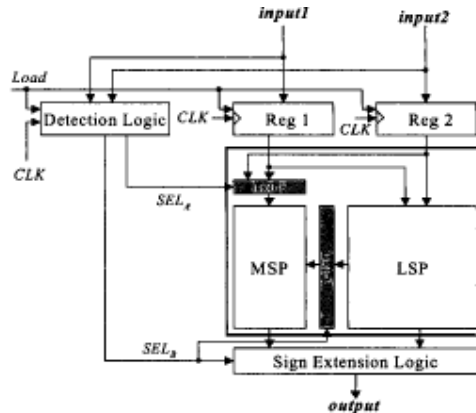 input1
input2
Load
Detection Logic
CLK
Reg 1
CLK
Reg 2
CLK
SEL_A
MSP
LSP
SEL_B
Sign Extension Logic
output